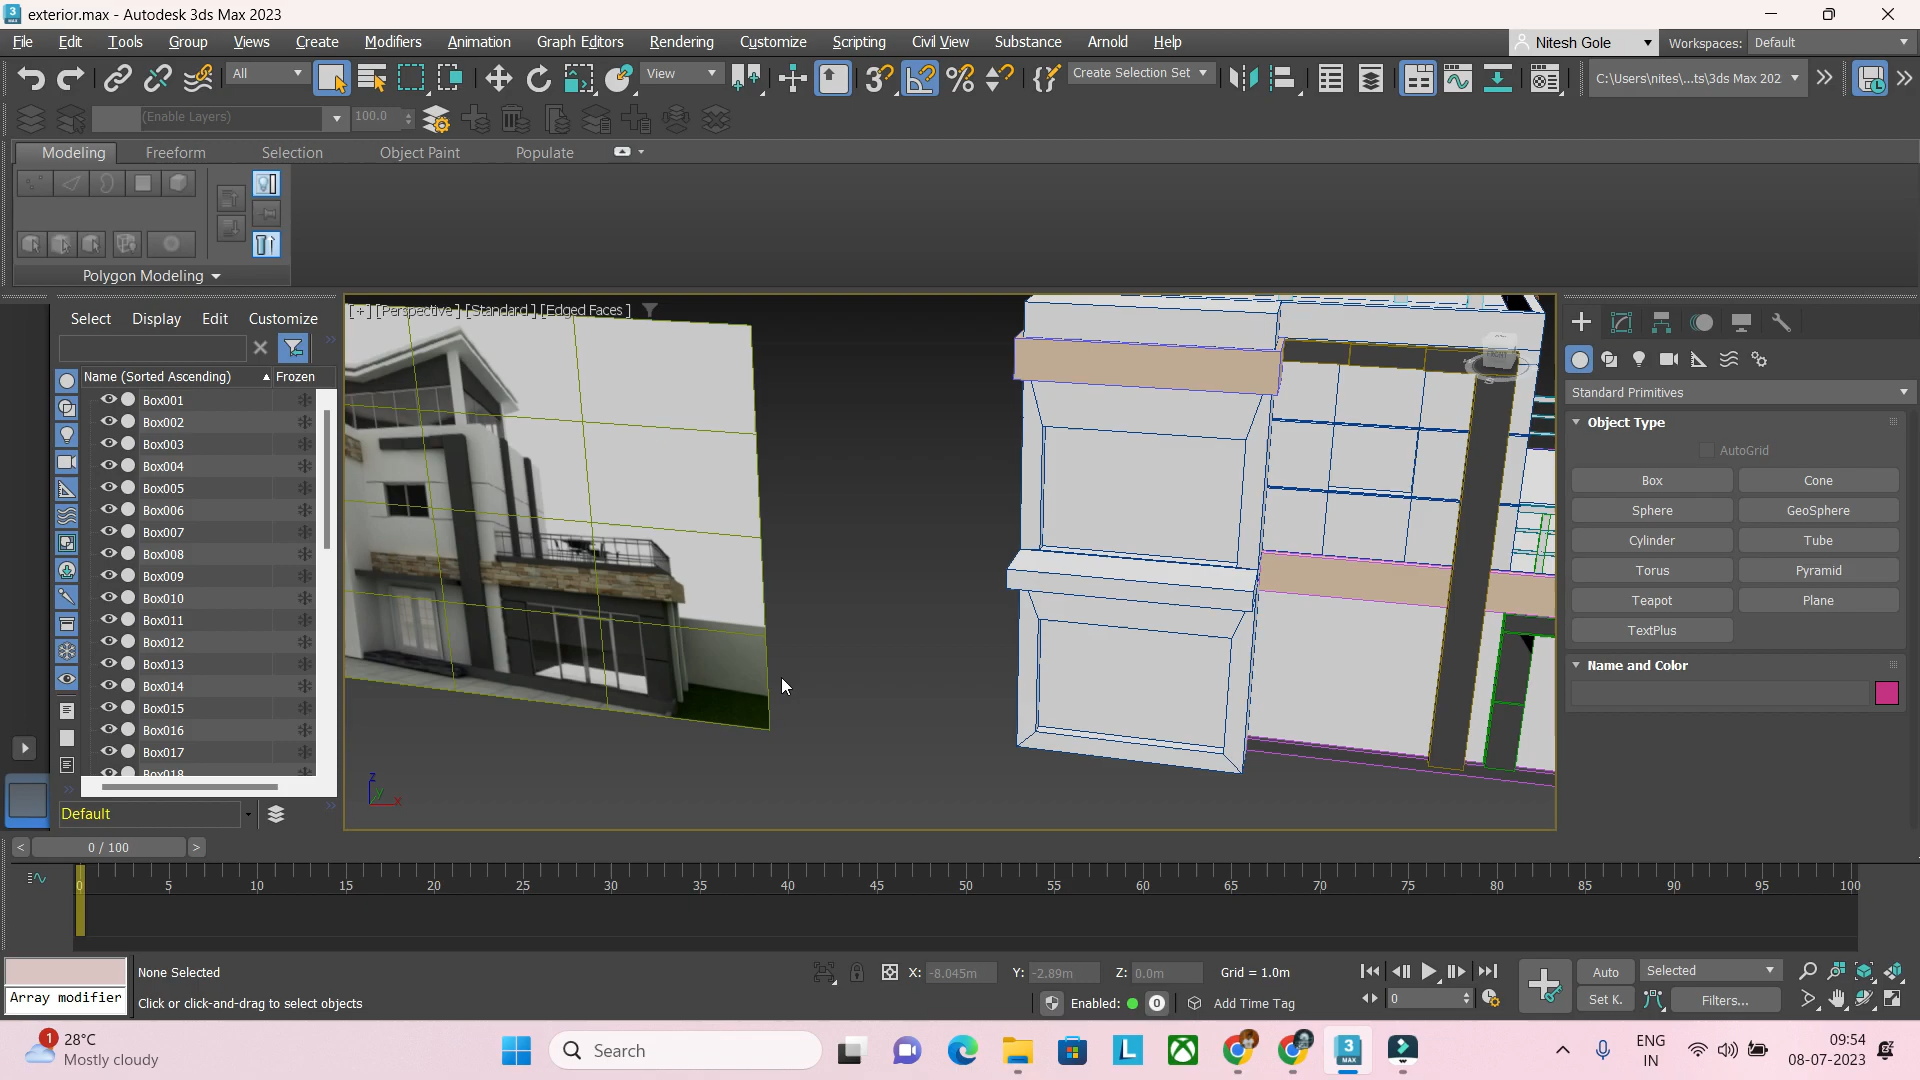 exterior.max - Autodesk 3ds Max 2023
File Edit Tools Group Views Create Modifiers Animation Graph Editors Rendering Customize Scripting Civil View Substance Arnold Help
Nitesh Gole
Workspaces: Default
All
View
Create Selection Set
C:\Users\nites\...ts\3ds Max 202
(Enable Layers)
100.0
Modeling Freeform Selection Object Paint Populate
Polygon Modeling
Select Display Edit Customize
Name (Sorted Ascending) Frozen
Box001
Box002
Box003
Box004
Box005
Box006
Box007
Box008
Box009
Box010
Box011
Box012
Box013
Box014
Box015
Box016
Box017
Box018
Default
[+] [Perspective] [Standard] [Edged Faces]
FRONT
S
z
y
x
Standard Primitives
Object Type
AutoGrid
Box Cone
Sphere GeoSphere
Cylinder Tube
Torus Pyramid
Teapot Plane
TextPlus
Name and Color
< 0 / 100 >
0 5 10 15 20 25 30 35 40 45 50 55 60 65 70 75 80 85 90 95 100
Array modifier
None Selected
Click or click-and-drag to select objects
X: -8.045m Y: -2.89m Z: 0.0m Grid = 1.0m
Enabled: 0 Add Time Tag
0
Auto Selected
Set K. Filters...
1
28°C
Mostly cloudy
Search
L
3
MAX
ENG
IN
09:54
08-07-2023